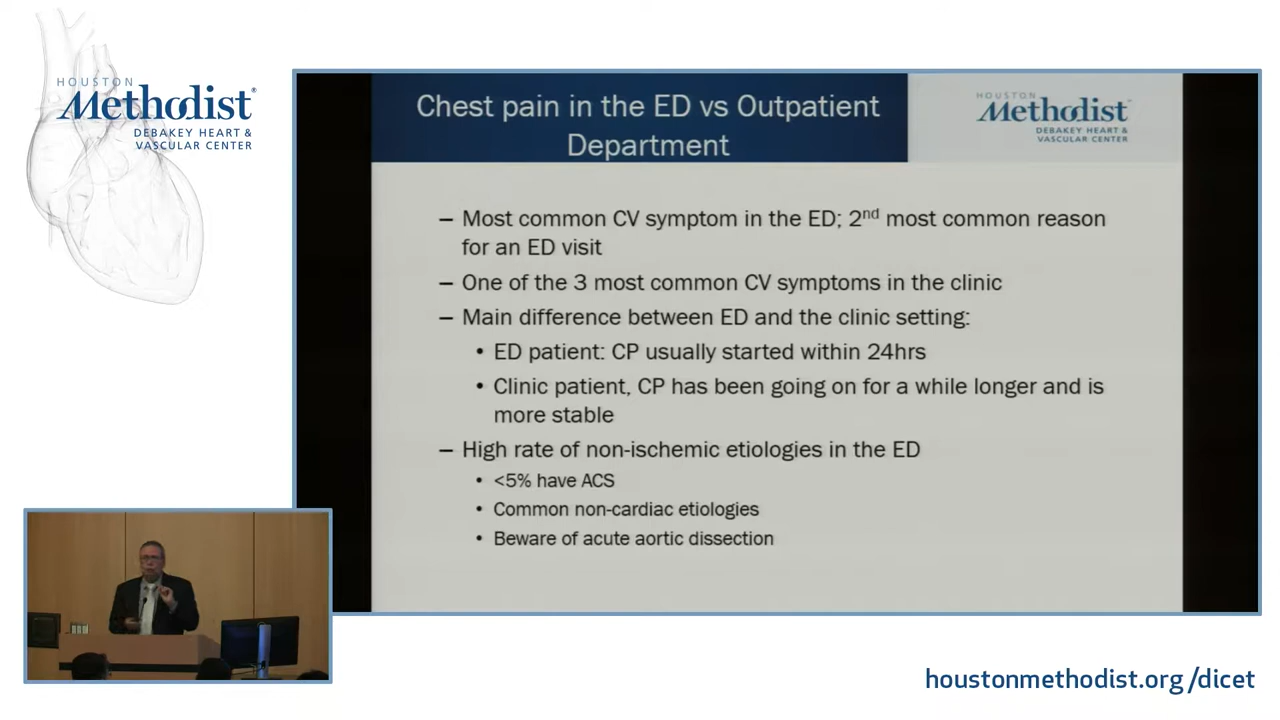 HOUSTON
Methodist®
DEBAKEY HEART &
VASCULAR CENTER
Chest pain in the ED vs Outpatient
Department
HOUSTON
Methodist
DEBAKEY HEART &
VASCULAR CENTER
– Most common CV symptom in the ED; 2nd most common reason
for an ED visit
– One of the 3 most common CV symptoms in the clinic
– Main difference between ED and the clinic setting:
• ED patient: CP usually started within 24hrs
• Clinic patient, CP has been going on for a while longer and is
more stable
– High rate of non-ischemic etiologies in the ED
• <5% have ACS
• Common non-cardiac etiologies
• Beware of acute aortic dissection
houstonmethodist.org/dicet